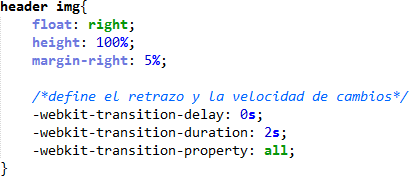 header img{
float: right;
height: 100%;
margin-right: 5%;
/*define el retrazo y la velocidad de cambios*/
-webkit-transition-delay: 0s;
-webkit-transition-duration: 2s;
-webkit-transition-property: all;
}